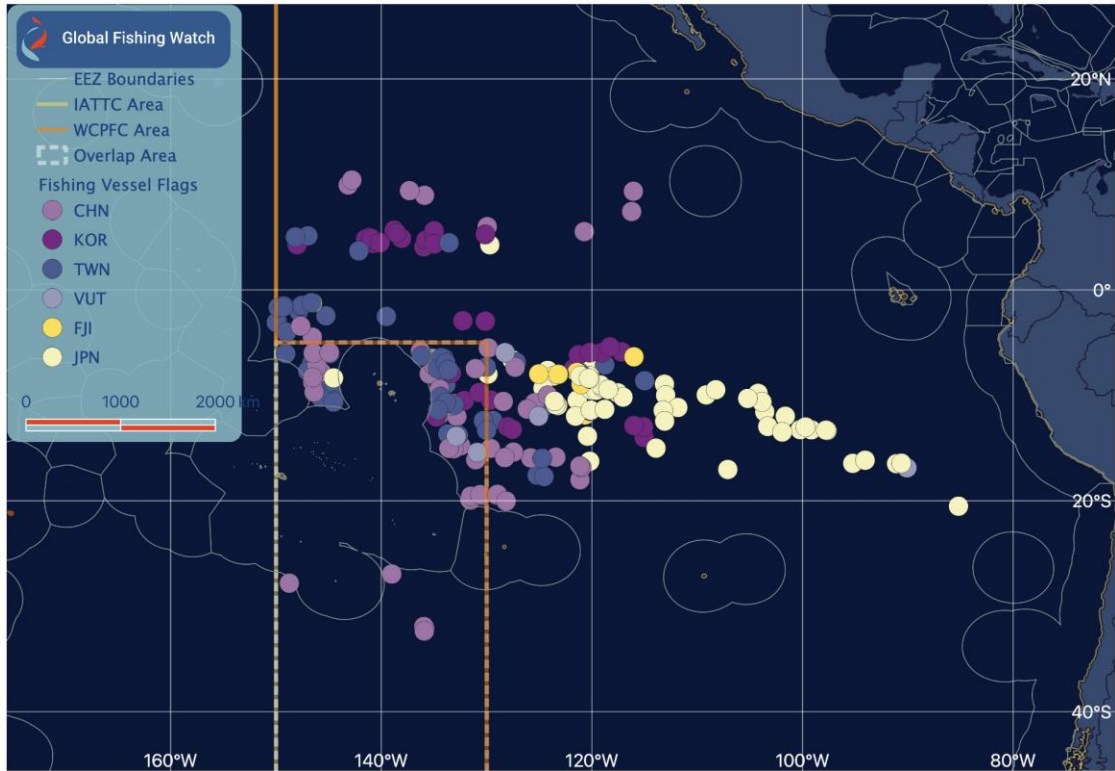 Global Fishing Watch
EEZ Boundaries
IATTC Area
WCPFC Area
Overlap Area
Fishing Vessel Flags
CHN
KOR
TWN
VUT
FJI
JPN
0 1000 2000 km
20°N
0°
20°S
40°S
160°W 140°W 120°W 100°W 80°W